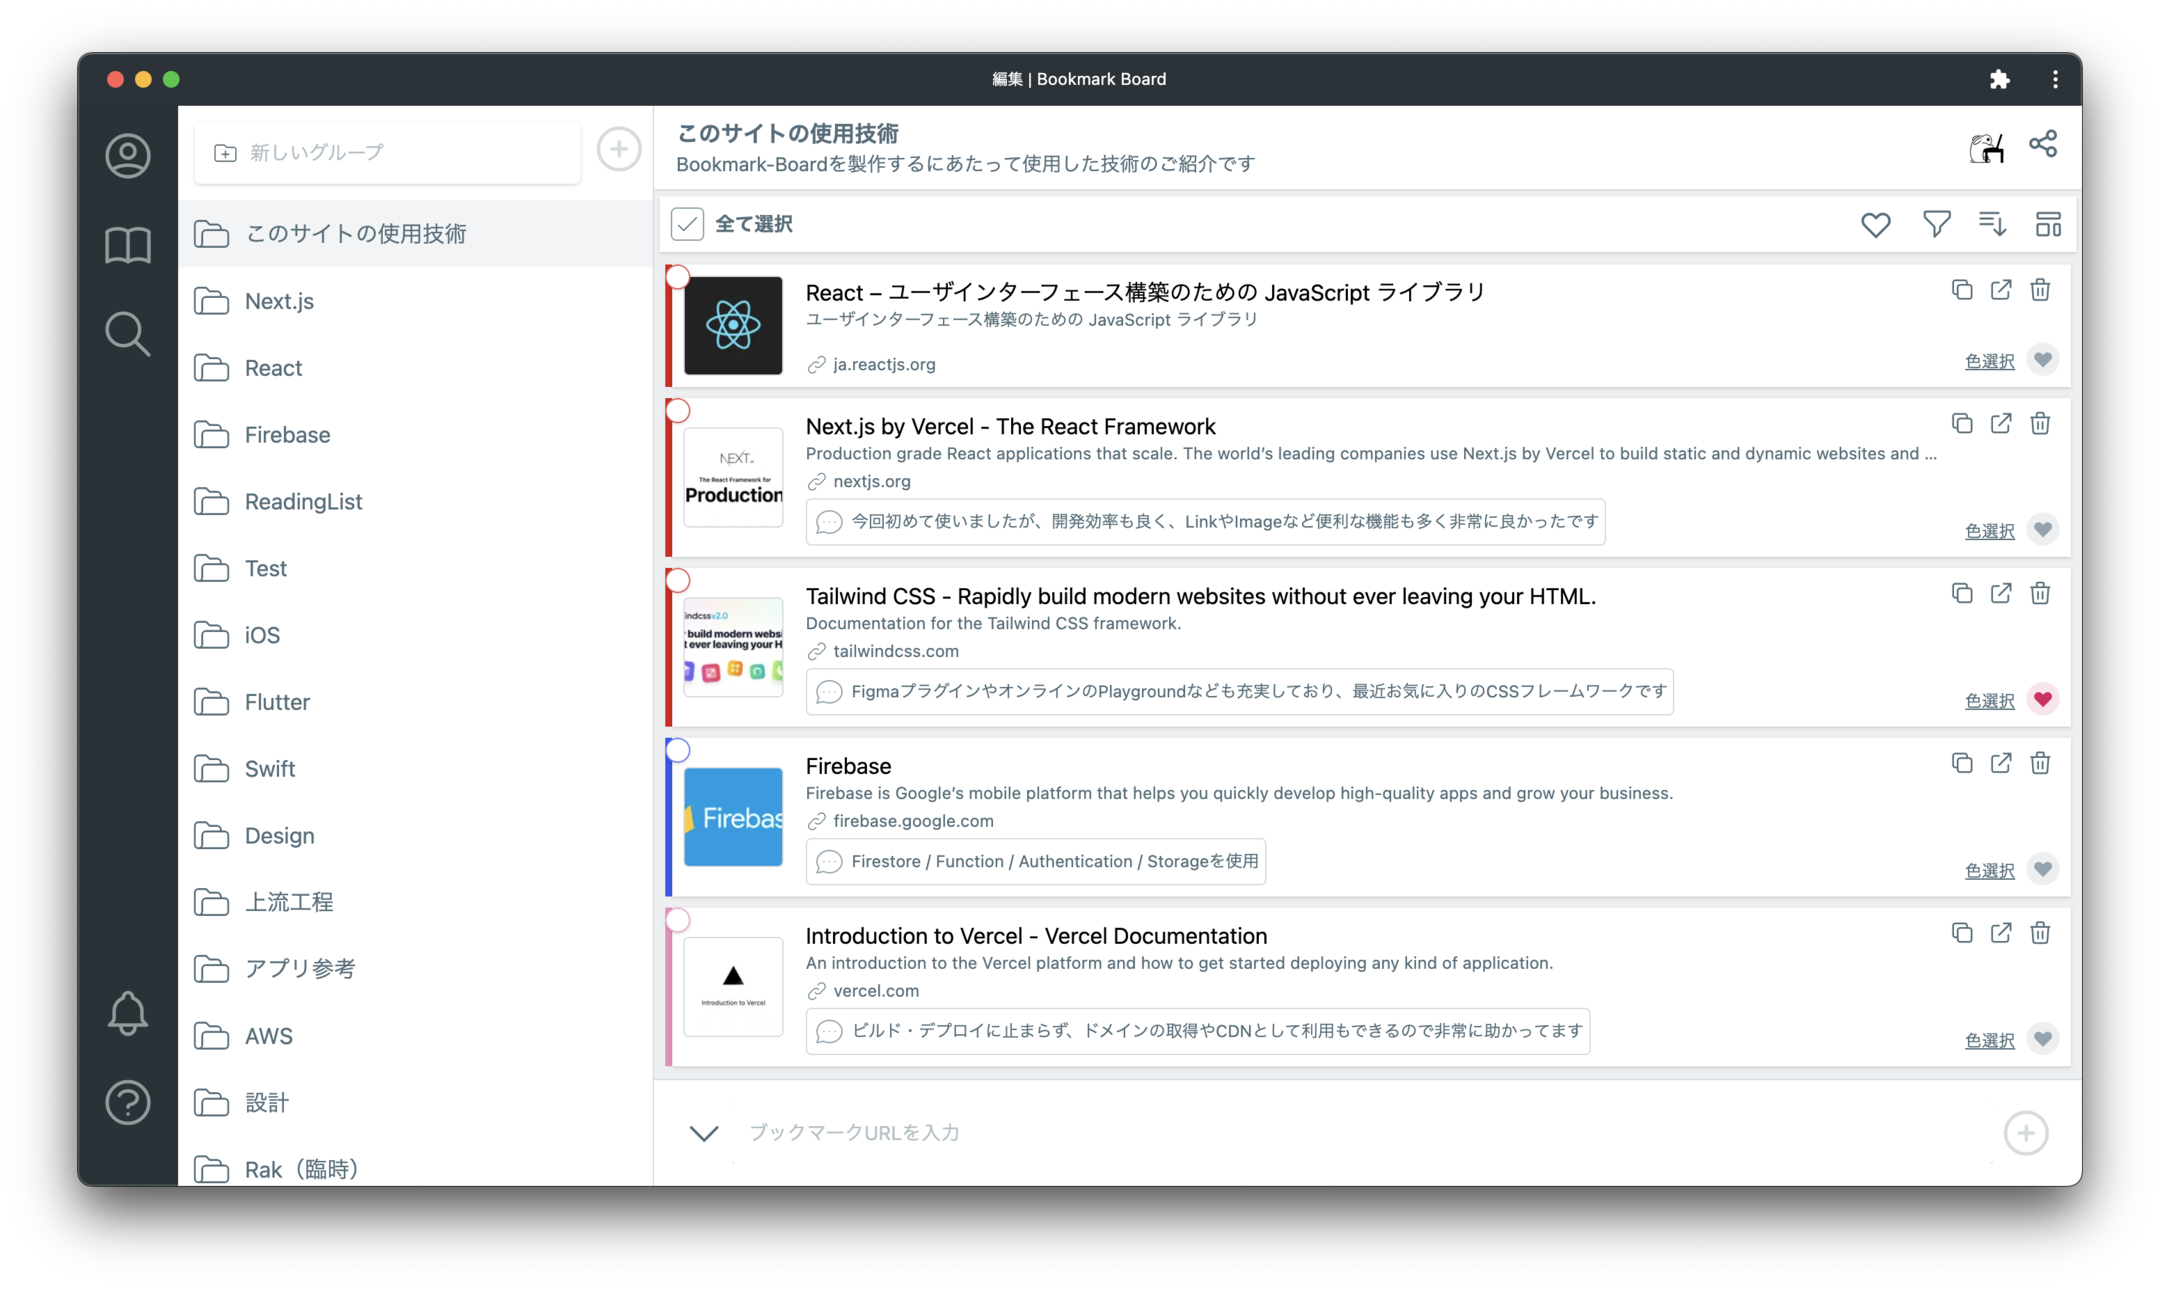 編集 | Bookmark Board
新しいグループ
このサイトの使用技術
Next.js
React
Firebase
ReadingList
Test
iOS
Flutter
Swift
Design
上流工程
アプリ参考
AWS
設計
Rak（臨時）
このサイトの使用技術
Bookmark-Boardを製作するにあたって使用した技術のご紹介です
全て選択
React – ユーザインターフェース構築のための JavaScript ライブラリ
ユーザインターフェース構築のための JavaScript ライブラリ
ja.reactjs.org
色選択
NEXT.js
The React Framework for
Production
Next.js by Vercel - The React Framework
Production grade React applications that scale. The world's leading companies use Next.js by Vercel to build static and dynamic websites and ...
nextjs.org
今回初めて使いましたが、開発効率も良く、LinkやImageなど便利な機能も多く非常に良かったです
色選択
indcssv2.0
build modern websi
t ever leaving your H
Tailwind CSS - Rapidly build modern websites without ever leaving your HTML.
Documentation for the Tailwind CSS framework.
tailwindcss.com
FigmaプラグインやオンラインのPlaygroundなども充実しており、最近お気に入りのCSSフレームワークです
色選択
Firebas
Firebase
Firebase is Google's mobile platform that helps you quickly develop high-quality apps and grow your business.
firebase.google.com
Firestore / Function / Authentication / Storageを使用
色選択
Introduction to Vercel
Introduction to Vercel - Vercel Documentation
An introduction to the Vercel platform and how to get started deploying any kind of application.
vercel.com
ビルド・デプロイに止まらず、ドメインの取得やCDNとして利用もできるので非常に助かってます
色選択
ブックマークURLを入力